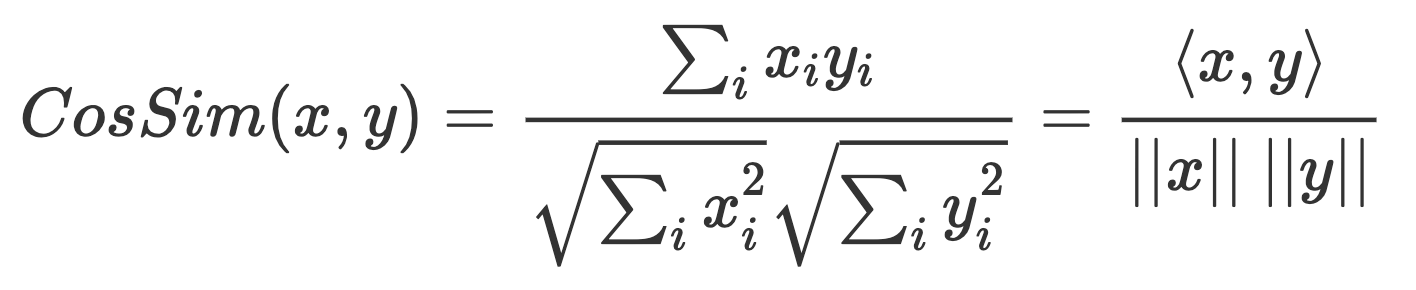 CosSim(x, y) = \frac{\sum_i x_i y_i}{\sqrt{\sum_i x_i^2} \sqrt{\sum_i y_i^2}} = \frac{\langle x, y \rangle}{||x||\ ||y||}